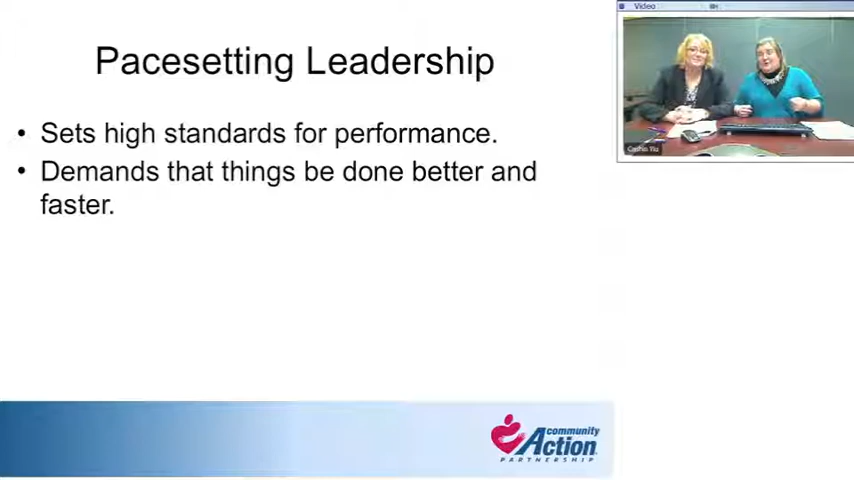 Pacesetting Leadership
• Sets high standards for performance.
• Demands that things be done better and
faster.
Video
community
Action
PARTNERSHIP